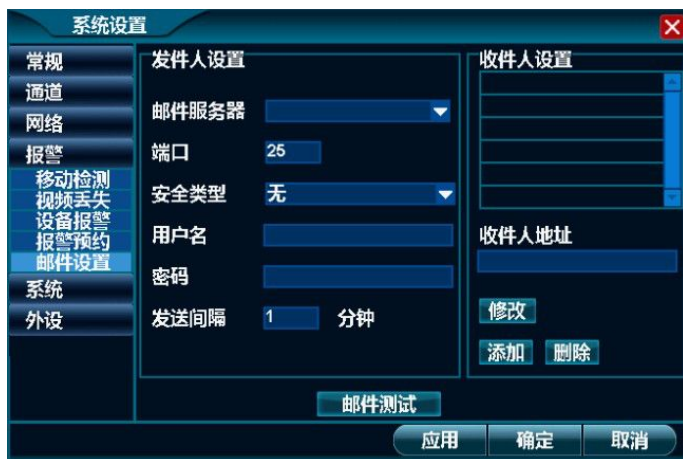 系统设置
常规
通道
网络
报警
移动检测
视频丢失
设备报警
报警预约
邮件设置
系统
外设
发件人设置
邮件服务器
端口 25
安全类型 无
用户名
密码
发送间隔 1 分钟
收件人设置
收件人地址
修改
添加 删除
邮件测试
应用 确定 取消